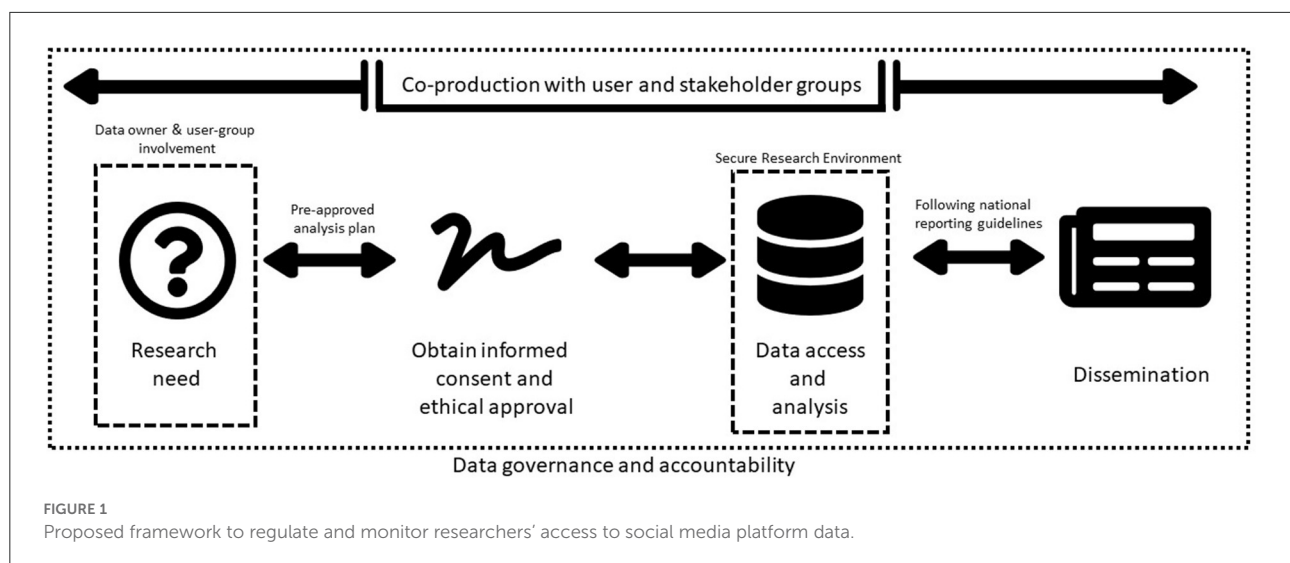 Co-production with user and stakeholder groups
Data owner & user-group
involvement
Secure Research Environment
Pre-approved
analysis plan
Following national
reporting guidelines
?
Research
need
Obtain informed
consent and
ethical approval
Data access
and
analysis
Dissemination
Data governance and accountability
FIGURE 1
Proposed framework to regulate and monitor researchers’ access to social media platform data.